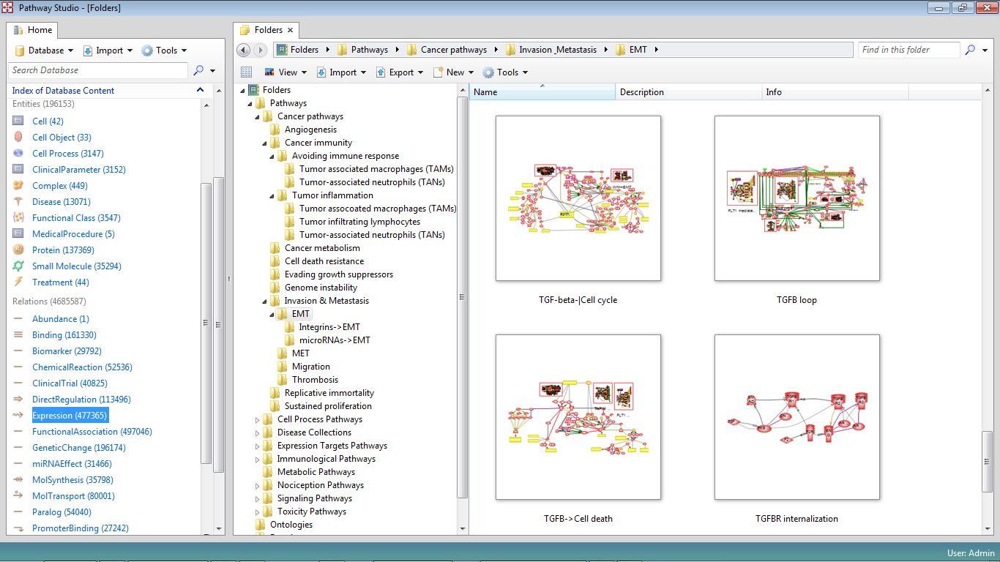 Pathway Studio - [Folders]
Home
Database
Import
Tools
Search Database
Index of Database Content
Entities (196153)
Cell (42)
Cell Object (33)
Cell Process (3147)
ClinicalParameter (3152)
Complex (449)
Disease (13071)
Functional Class (3547)
MedicalProcedure (5)
Protein (137369)
Small Molecule (35294)
Treatment (44)
Relations (4685587)
Abundance (1)
Binding (161330)
Biomarker (29792)
ChemicalReaction (52536)
ClinicalTrial (40825)
DirectRegulation (113496)
Expression (477365)
FunctionalAssociation (497046)
GeneticChange (196174)
miRNAEffect (31466)
MolSynthesis (35798)
MolTransport (80001)
Paralog (54040)
PromoterBinding (27242)
Folders
Folders Pathways Cancer pathways Invasion _Metastasis EMT
Find in this folder
View Import Export New Tools
Folders
Pathways
Cancer pathways
Angiogenesis
Cancer immunity
Avoiding immune response
Tumor associated macrophages (TAMs)
Tumor-associated neutrophils (TANs)
Tumor inflammation
Tumor assocoated macrophages (TAMs)
Tumor infiltrating lymphocytes
Tumor-associated neutrophils (TANs)
Cancer metabolism
Cell death resistance
Evading growth suppressors
Genome instability
Invasion & Metastasis
EMT
Integrins->EMT
microRNAs->EMT
MET
Migration
Thrombosis
Replicative immortality
Sustained proliferation
Cell Process Pathways
Disease Collections
Expression Targets Pathways
Immunological Pathways
Metabolic Pathways
Nociception Pathways
Signaling Pathways
Toxicity Pathways
Ontologies
Name Description Info
TGF-beta-|Cell cycle
FLT1 mediate...
TGFB loop
FLT1 ...
TGFB->Cell death
TGFBR internalization
User: Admin